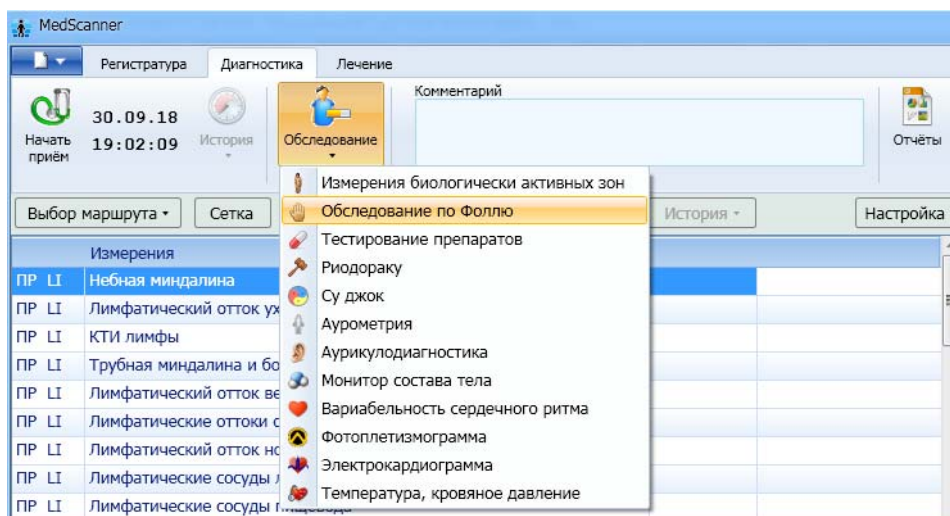 MedScanner
Регистратура Диагностика Лечение
Комментарий
30.09.18
19:02:09
Начать приём
История
Обследование
Отчёты
Измерения биологически активных зон
Обследование по Фоллю
Тестирование препаратов
Риодораку
Су джок
Аурометрия
Аурикулодиагностика
Монитор состава тела
Вариабельность сердечного ритма
Фотоплетизмограмма
Электрокардиограмма
Температура, кровяное давление
Выбор маршрута Сетка История Настройка
Измерения
ПР LI Небная миндалина
ПР LI Лимфатический отток
ПР LI КТИ лимфы
ПР LI Трубная миндалина и
ПР LI Лимфатический отток
ПР LI Лимфатические оттоки
ПР LI Лимфатический отток
ПР LI Лимфатические сосуды
ПР LI Лимфатические сосуды пищевода